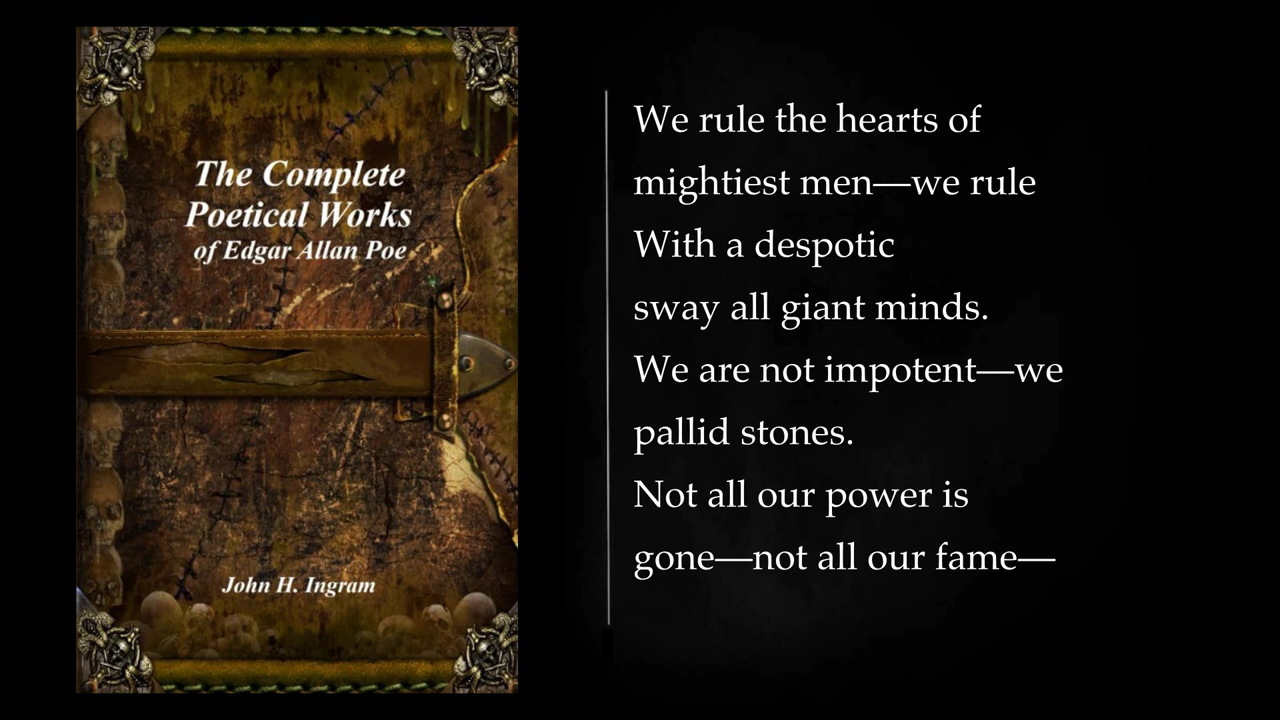 The Complete
Poetical Works
of Edgar Allan Poe
John H. Ingram
We rule the hearts of
mightiest men—we rule
With a despotic
sway all giant minds.
We are not impotent—we
pallid stones.
Not all our power is
gone—not all our fame—